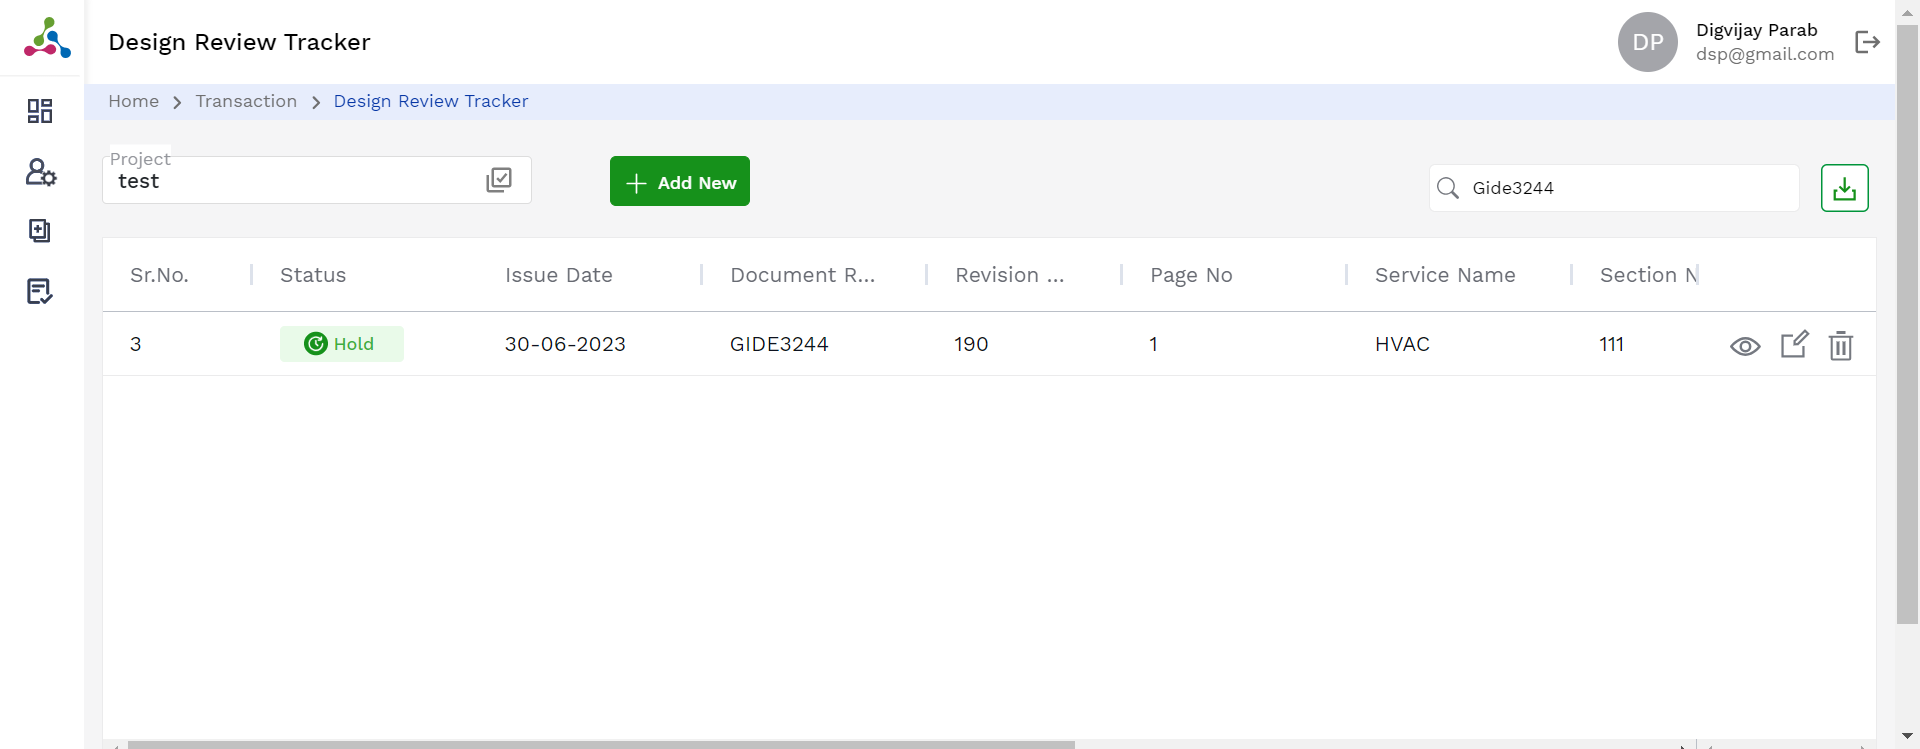 Design Review Tracker
DP
Digvijay Parab
dsp@gmail.com
Home > Transaction > Design Review Tracker
Project
test
Add New
Gide3244
Sr.No. Status Issue Date Document R... Revision ... Page No Service Name Section N
3 Hold 30-06-2023 GIDE3244 190 1 HVAC 111